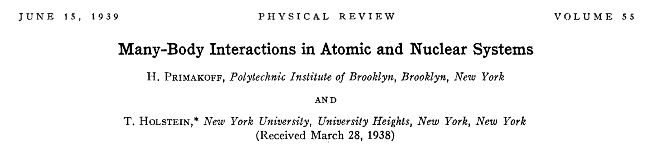 JUNE 15, 1939 PHYSICAL REVIEW VOLUME 55
Many-Body Interactions in Atomic and Nuclear Systems
H. PRIMAKOFF, Polytechnic Institute of Brooklyn, Brooklyn, New York
AND
T. HOLSTEIN,* New York University, University Heights, New York, New York
(Received March 28, 1938)